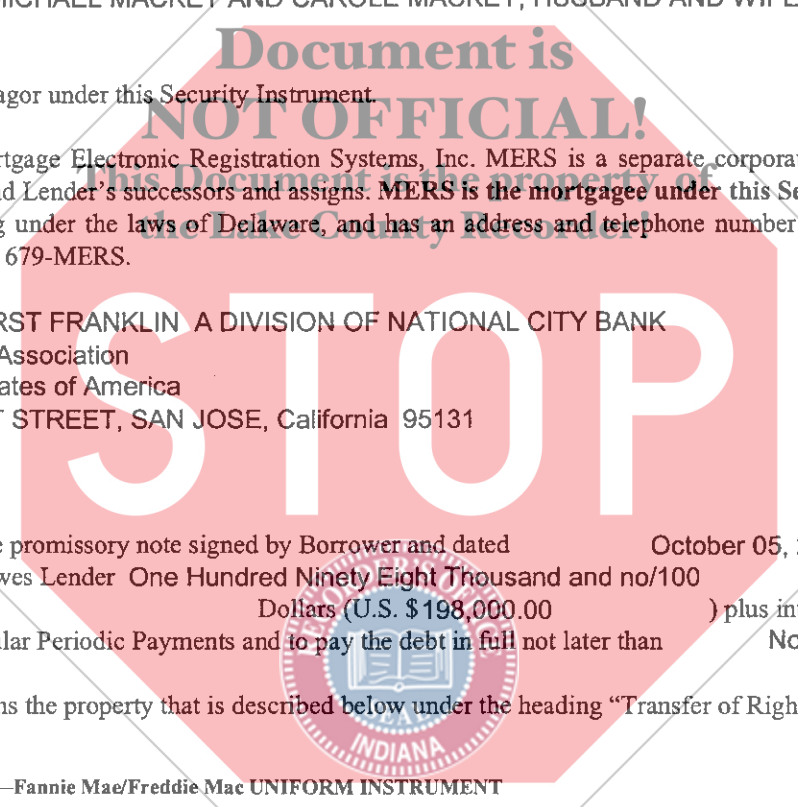 MICHAEL MACKEY AND CAROLE MACKEY, HUSBAND AND WIFE
Document is
agor under this Security Instrument.
NOT OFFICIAL!
rtgage Electronic Registration Systems, Inc. MERS is a separate corpora
This Document is the property of
d Lender's successors and assigns. MERS is the mortgagee under this Se
the Lake County Recorder!
g under the laws of Delaware, and has an address and telephone number
679-MERS.
RST FRANKLIN A DIVISION OF NATIONAL CITY BANK
Association
ates of America
T STREET, SAN JOSE, California 95131
STOP
e promissory note signed by Borrower and dated October 05,
wes Lender One Hundred Ninety Eight Thousand and no/100
Dollars (U.S. $198,000.00 ) plus in
lar Periodic Payments and to pay the debt in full not later than No
ns the property that is described below under the heading "Transfer of Righ
RECORDER'S OFFICE
SEAL
INDIANA
—Fannie Mae/Freddie Mac UNIFORM INSTRUMENT